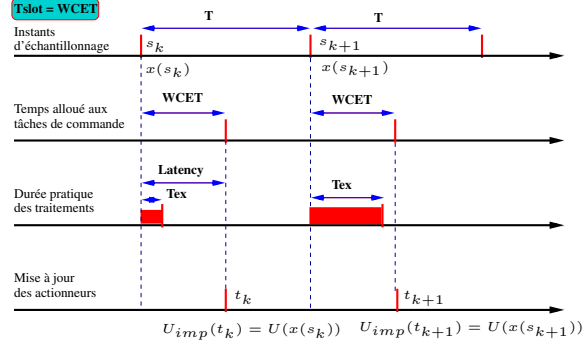 Tslot = WCET
T
T
Instants
d'échantillonnage
s_k
s_{k+1}
x(s_k)
x(s_{k+1})
WCET
WCET
Temps alloué aux
tâches de commande
Latency
Tex
Tex
Durée pratique
des traitements
Mise à jour
des actionneurs
t_k
t_{k+1}
U_{imp}(t_k) = U(x(s_k))
U_{imp}(t_{k+1}) = U(x(s_{k+1}))